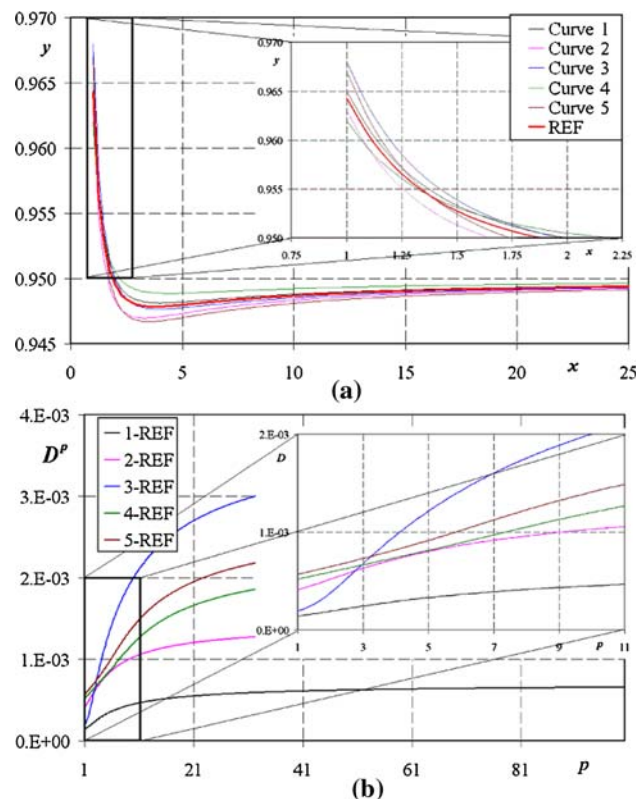 0.970
y
0.965
0.960
0.955
0.950
0.945
0
5
10
15
20
25
x
0.970
y
0.965
0.960
0.955
0.950
0.75
1
1.25
1.5
1.75
2
2.25
x
Curve 1
Curve 2
Curve 3
Curve 4
Curve 5
REF
(a)
4.E-03
D^p
3.E-03
2.E-03
1.E-03
0.E+00
1
21
41
61
81
p
1-REF
2-REF
3-REF
4-REF
5-REF
2.E-03
D
1.E-03
0.E+00
1
3
5
7
9
p
11
(b)